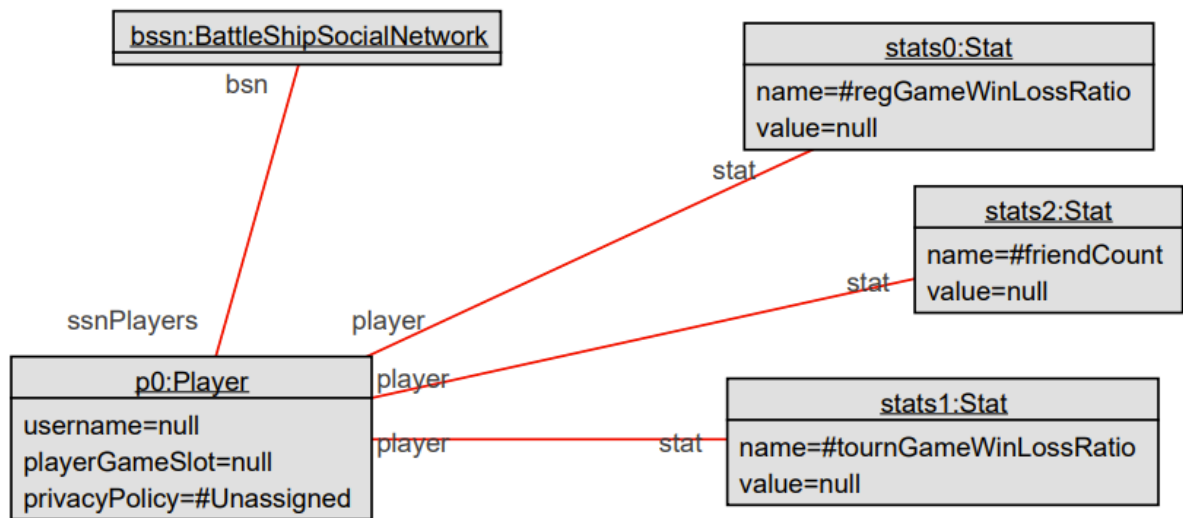 bssn:BattleShipSocialNetwork
bsn
stats0:Stat
name=#regGameWinLossRatio
value=null
stat
stats2:Stat
name=#friendCount
value=null
stat
ssnPlayers
player
p0:Player
username=null
playerGameSlot=null
privacyPolicy=#Unassigned
player
player
stat
stats1:Stat
name=#tournGameWinLossRatio
value=null